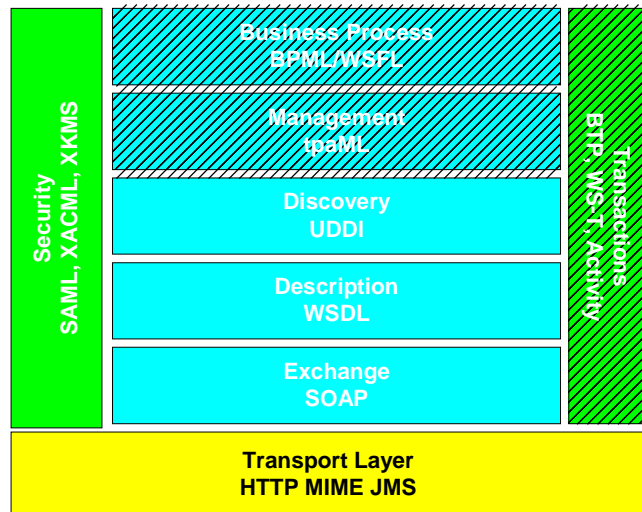 Business Process
BPML/WSFL
Management
tpaML
Discovery
UDDI
Description
WSDL
Exchange
SOAP
Security
SAML, XACML, XKMS
Transactions
BTP, WS-T, Activity
Transport Layer
HTTP MIME JMS